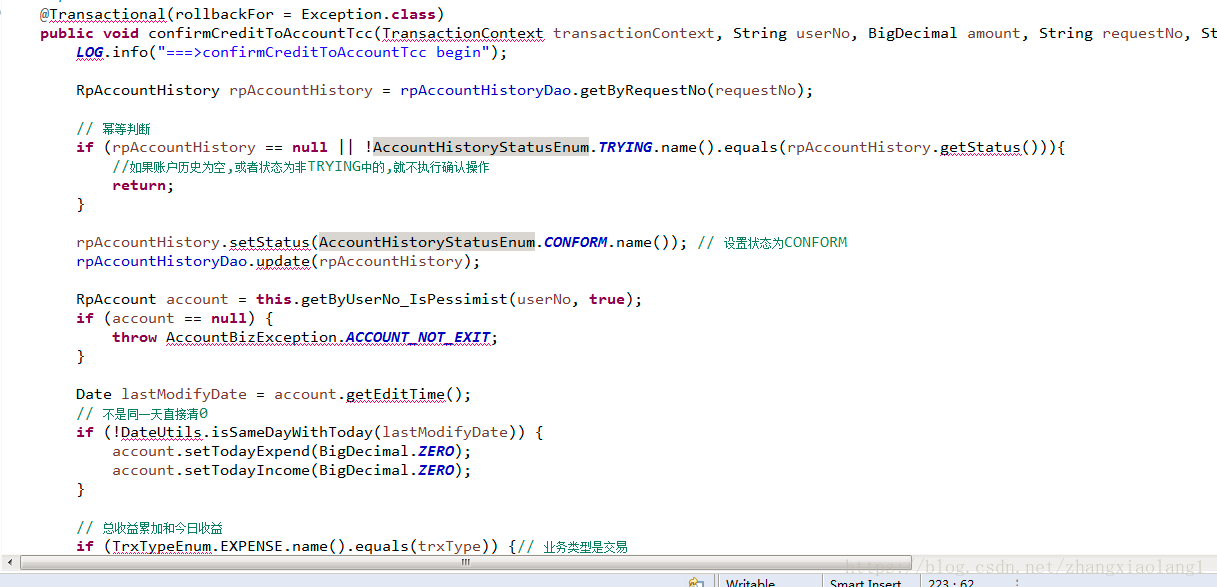 @Transactional(rollbackFor = Exception.class)
public void confirmCreditToAccountTcc(TransactionContext transactionContext, String userNo, BigDecimal amount, String requestNo, St
LOG.info("===>confirmCreditToAccountTcc begin");
RpAccountHistory rpAccountHistory = rpAccountHistoryDao.getByRequestNo(requestNo);
// 幂等判断
if (rpAccountHistory == null || !AccountHistoryStatusEnum.TRYING.name().equals(rpAccountHistory.getStatus())){
//如果账户历史为空,或者状态为非TRYING中的,就不执行确认操作
return;
}
rpAccountHistory.setStatus(AccountHistoryStatusEnum.CONFORM.name()); // 设置状态为CONFORM
rpAccountHistoryDao.update(rpAccountHistory);
RpAccount account = this.getByUserNo_IsPessimist(userNo, true);
if (account == null) {
throw AccountBizException.ACCOUNT_NOT_EXIT;
}
Date lastModifyDate = account.getEditTime();
// 不是同一天直接清0
if (!DateUtils.isSameDayWithToday(lastModifyDate)) {
account.setTodayExpend(BigDecimal.ZERO);
account.setTodayIncome(BigDecimal.ZERO);
}
// 总收益累加和今日收益
if (TrxTypeEnum.EXPENSE.name().equals(trxType)) {// 业务类型是交易
https://blog.csdn.net/zhangxiaolang1
Writable Smart Insert 223 : 62